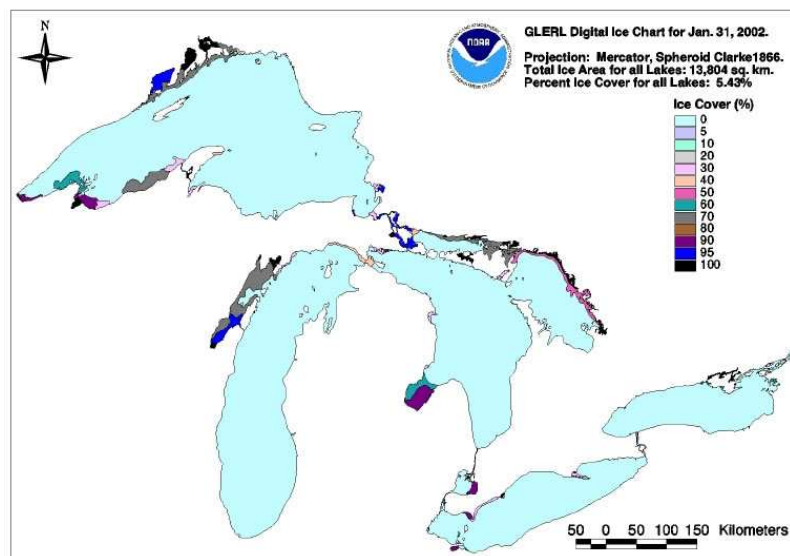 N
NOAA
GLERL Digital Ice Chart for Jan. 31, 2002.
Projection: Mercator, Spheroid Clarke1866.
Total Ice Area for all Lakes: 13,804 sq. km.
Percent Ice Cover for all Lakes: 5.43%
Ice Cover (%)
0
5
10
20
30
40
50
60
70
80
90
95
100
50 0 50 100 150 Kilometers